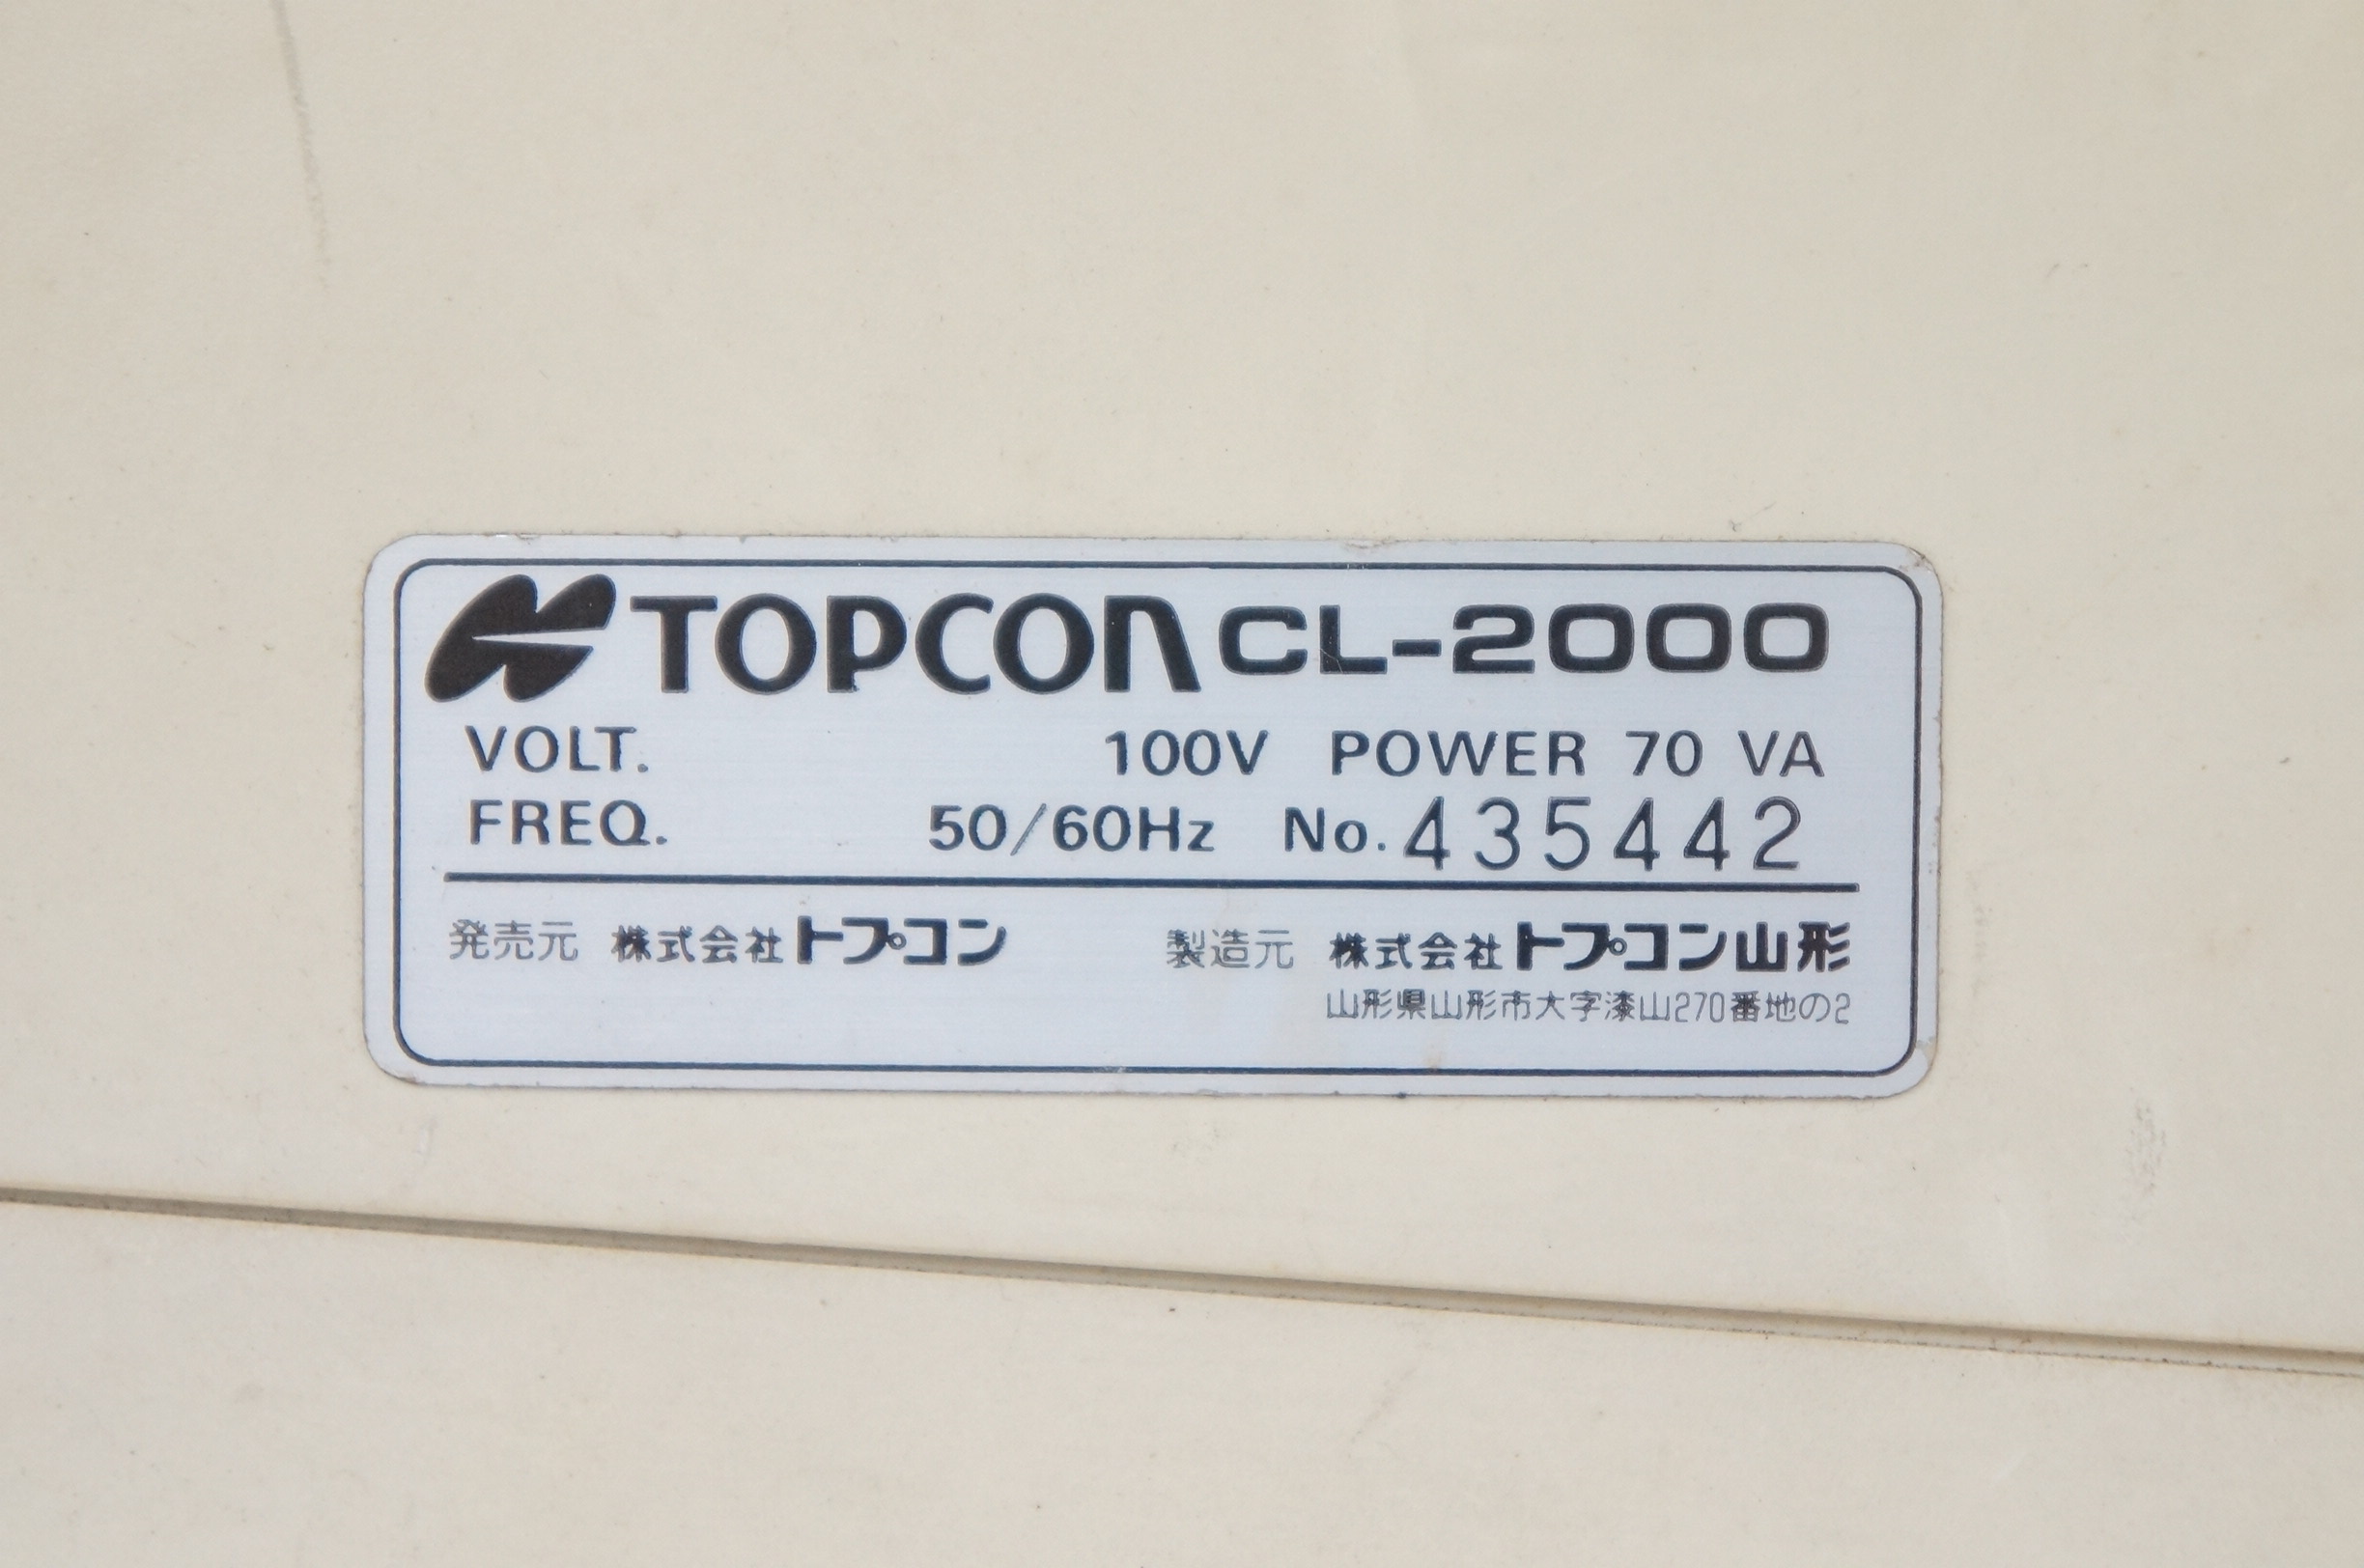 TOPCON CL-2000
VOLT. 100V POWER 70 VA
FREQ. 50/60Hz No. 435442
発売元 株式会社トプコン 製造元 株式会社トプコン山形
山形県山形市大字漆山270番地の2